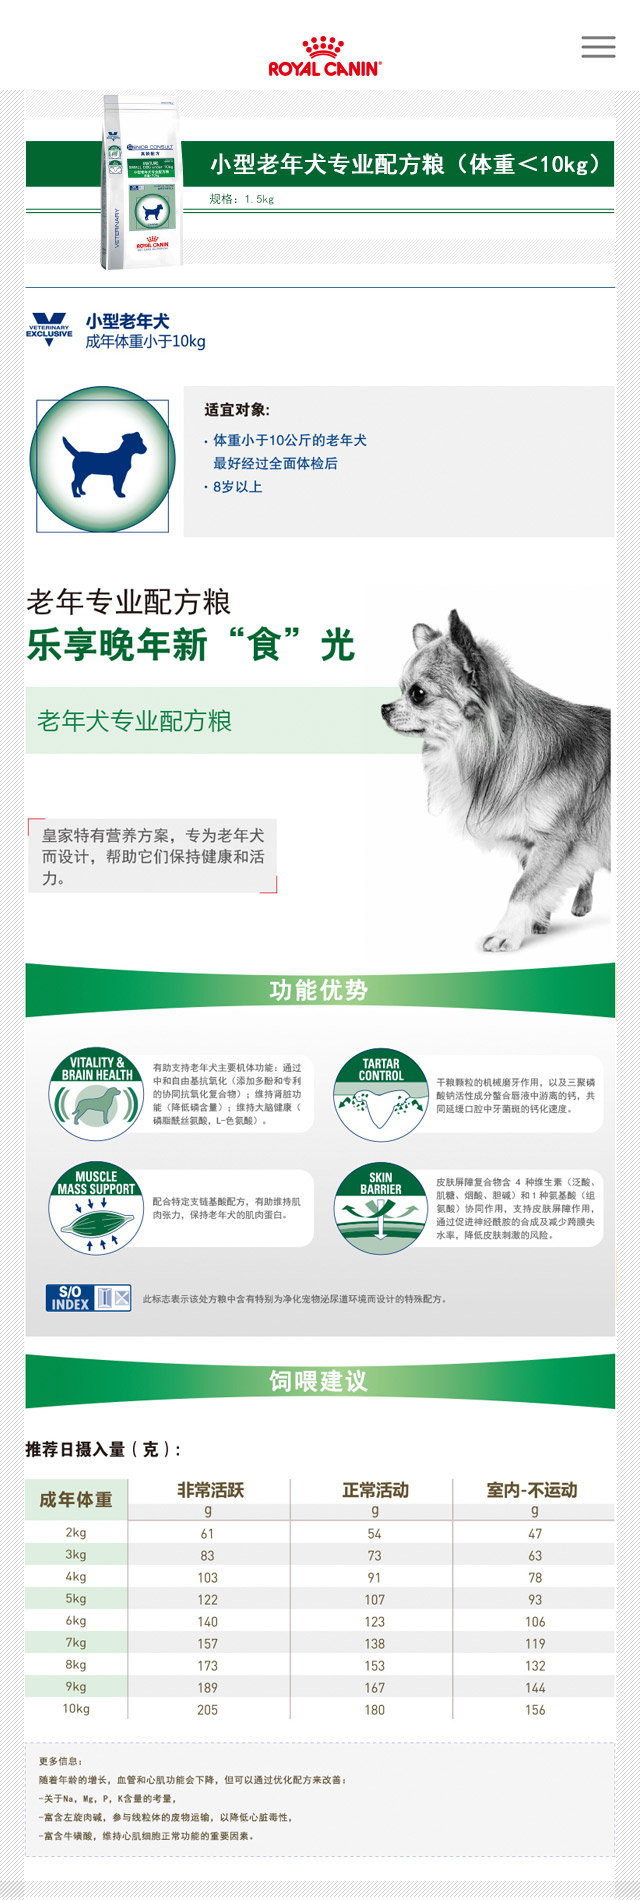 ROYAL CANIN
小型老年犬专业配方粮（体重＜10kg）
规格：1.5kg
SENIOR CONSULT
MATURE
VETERINARY
ROYAL CANIN
VETERINARY
EXCLUSIVE
小型老年犬
成年体重小于10kg
适宜对象:
· 体重小于10公斤的老年犬
最好经过全面体检后
· 8岁以上
老年专业配方粮
乐享晚年新“食”光
老年犬专业配方粮
皇家特有营养方案，专为老年犬
而设计，帮助它们保持健康和活
力。
功能优势
VITALITY &
BRAIN HEALTH
有助支持老年犬主要机体功能：通过
中和自由基抗氧化（添加多酚和专利
的协同抗氧化复合物）；维持肾脏功
能（降低磷含量）；维持大脑健康（
磷脂酰丝氨酸，L-色氨酸）。
TARTAR
CONTROL
干粮颗粒的机械磨牙作用，以及三聚磷
酸钠活性成分螯合唇液中游离的钙，共
同延缓口腔中牙菌斑的钙化速度。
MUSCLE
MASS SUPPORT
配合特定支链氨基酸配方，有助维持肌
肉张力，保持老年犬的肌肉蛋白。
SKIN
BARRIER
皮肤屏障复合物含 4 种维生素（泛酸、
肌糖、烟酸、胆碱）和1种氨基酸（组
氨酸）协同作用，支持皮肤屏障作用，
通过促进神经酰胺的合成及减少跨膜失
水率，降低皮肤刺激的风险。
S/O
INDEX
此标志表示该处方粮中含有特别为净化宠物泌尿道环境而设计的特殊配方。
饲喂建议
推荐日摄入量（克）:
成年体重 非常活跃 正常活动 室内-不运动
g g g
2kg 61 54 47
3kg 83 73 63
4kg 103 91 78
5kg 122 107 93
6kg 140 123 106
7kg 157 138 119
8kg 173 153 132
9kg 189 167 144
10kg 205 180 156
更多信息：
随着年龄的增长，血管和心肌功能会下降，但可以通过优化配方来改善：
-关于Na，Mg，P，K含量的考量，
-富含左旋肉碱，参与线粒体的废物运输，以降低心脏毒性，
-富含牛磺酸，维持心肌细胞正常功能的重要因素。